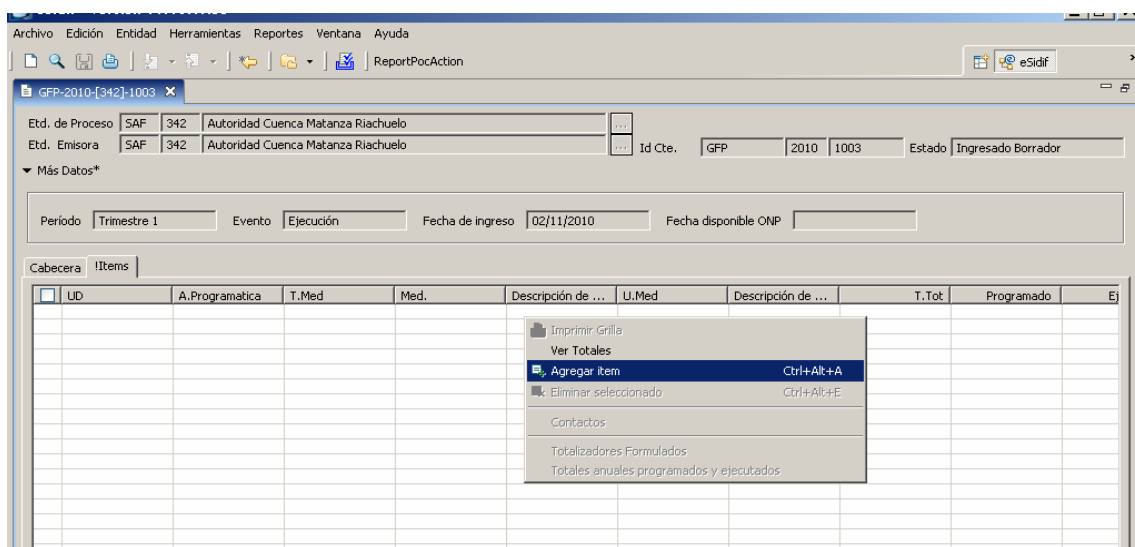 Archivo Edición Entidad Herramientas Reportes Ventana Ayuda
ReportPocAction
eSidif
GFP-2010-[342]-1003
Etd. de Proceso SAF 342 Autoridad Cuenca Matanza Riachuelo ...
Etd. Emisora SAF 342 Autoridad Cuenca Matanza Riachuelo ... Id Cte. GFP 2010 1003 Estado Ingresado Borrador
Más Datos*
Período Trimestre 1 Evento Ejecución Fecha de ingreso 02/11/2010 Fecha disponible ONP
Cabecera !Items
UD A.Programatica T.Med Med. Descripción de ... U.Med Descripción de ... T.Tot Programado Ej
Imprimir Grilla
Ver Totales
Agregar item Ctrl+Alt+A
Eliminar seleccionado Ctrl+Alt+E
Contactos
Totalizadores Formulados
Totales anuales programados y ejecutados